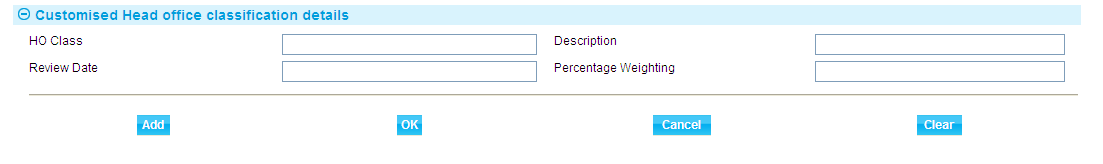 Customised Head office classification details
HO Class Description
Review Date Percentage Weighting
Add OK Cancel Clear